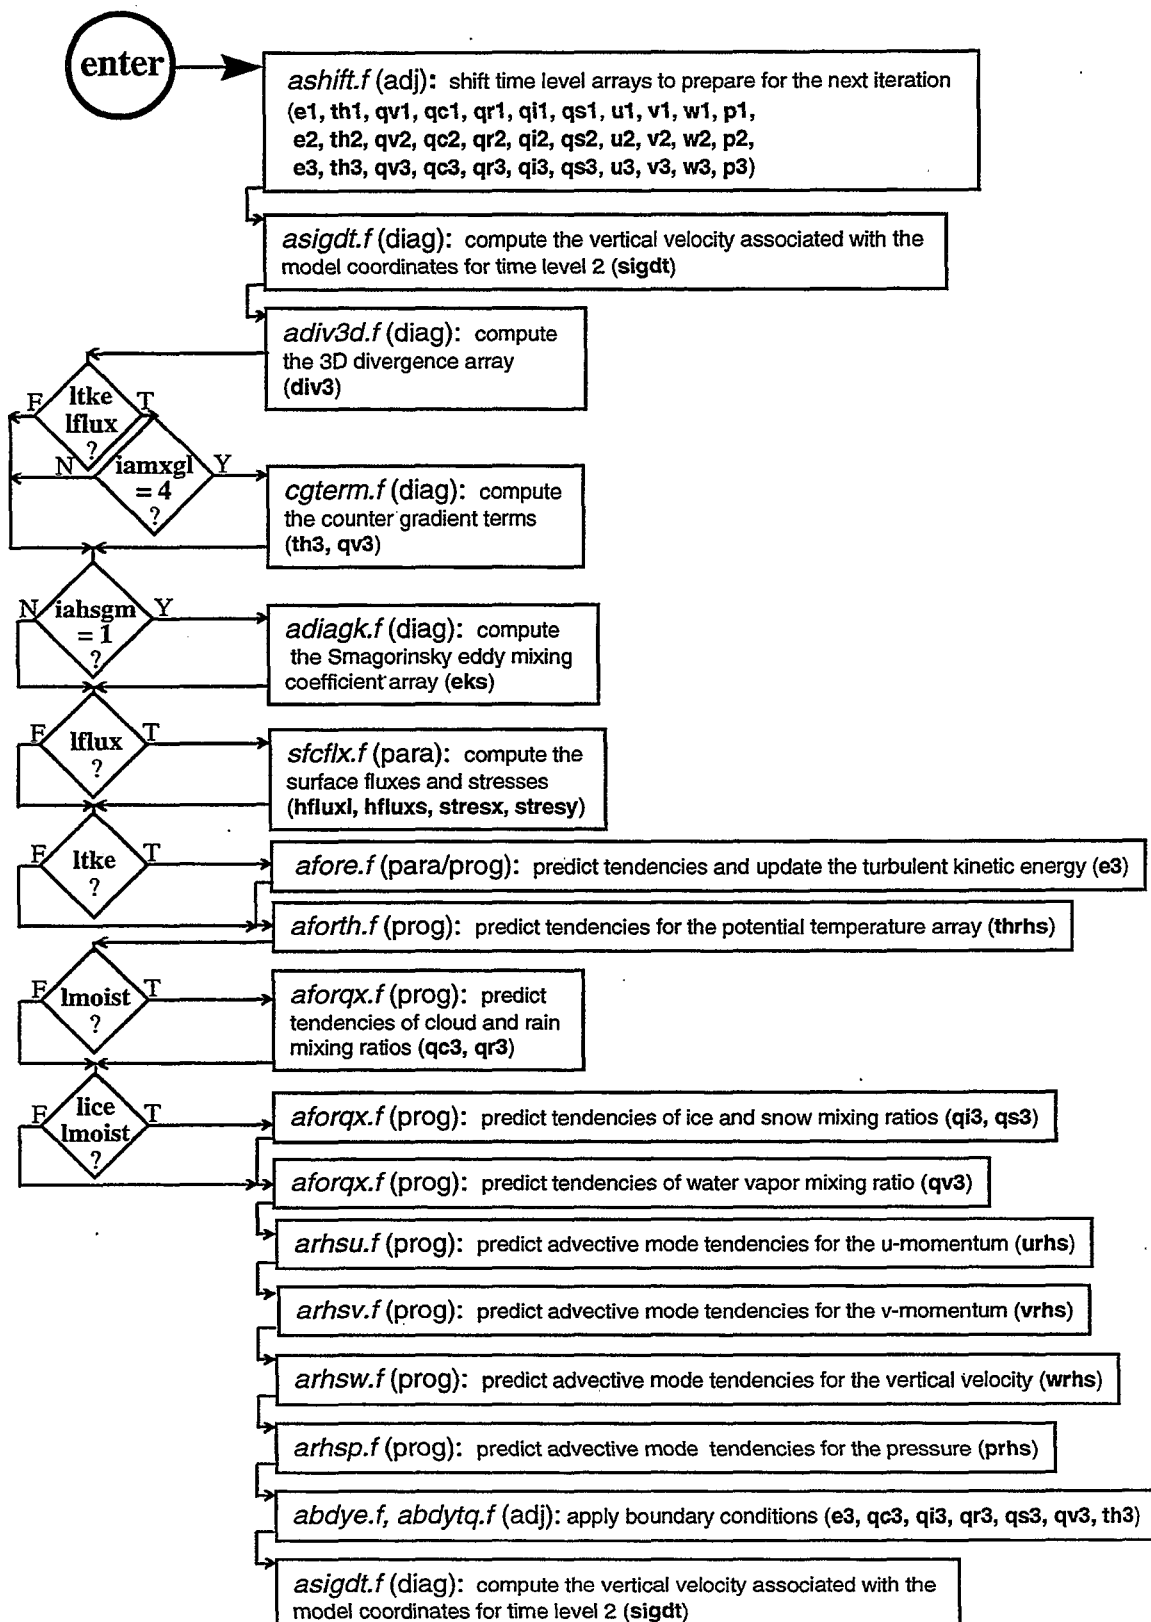 enter
ashift.f (adj): shift time level arrays to prepare for the next iteration
(e1, th1, qv1, qc1, qr1, qi1, qs1, u1, v1, w1, p1,
e2, th2, qv2, qc2, qr2, qi2, qs2, u2, v2, w2, p2,
e3, th3, qv3, qc3, qr3, qi3, qs3, u3, v3, w3, p3)
asigdt.f (diag): compute the vertical velocity associated with the
model coordinates for time level 2 (sigdt)
adiv3d.f (diag): compute
the 3D divergence array
(div3)
F
ltke
lflux
?
T
N
iamxgl
= 4
?
Y
cgterm.f (diag): compute
the counter gradient terms
(th3, qv3)
N
iahsgm
= 1
?
Y
adiagk.f (diag): compute
the Smagorinsky eddy mixing
coefficient array (eks)
F
lflux
?
T
sfcflx.f (para): compute the
surface fluxes and stresses
(hfluxl, hfluxs, stresx, stresy)
F
ltke
?
T
afore.f (para/prog): predict tendencies and update the turbulent kinetic energy (e3)
aforth.f (prog): predict tendencies for the potential temperature array (thrhs)
F
lmoist
?
T
aforqx.f (prog): predict
tendencies of cloud and rain
mixing ratios (qc3, qr3)
F
lice
lmoist
?
T
aforqx.f (prog): predict tendencies of ice and snow mixing ratios (qi3, qs3)
aforqx.f (prog): predict tendencies of water vapor mixing ratio (qv3)
arhsu.f (prog): predict advective mode tendencies for the u-momentum (urhs)
arhsv.f (prog): predict advective mode tendencies for the v-momentum (vrhs)
arhsw.f (prog): predict advective mode tendencies for the vertical velocity (wrhs)
arhsp.f (prog): predict advective mode tendencies for the pressure (prhs)
abdye.f, abdytq.f (adj): apply boundary conditions (e3, qc3, qi3, qr3, qs3, qv3, th3)
asigdt.f (diag): compute the vertical velocity associated with the
model coordinates for time level 2 (sigdt)